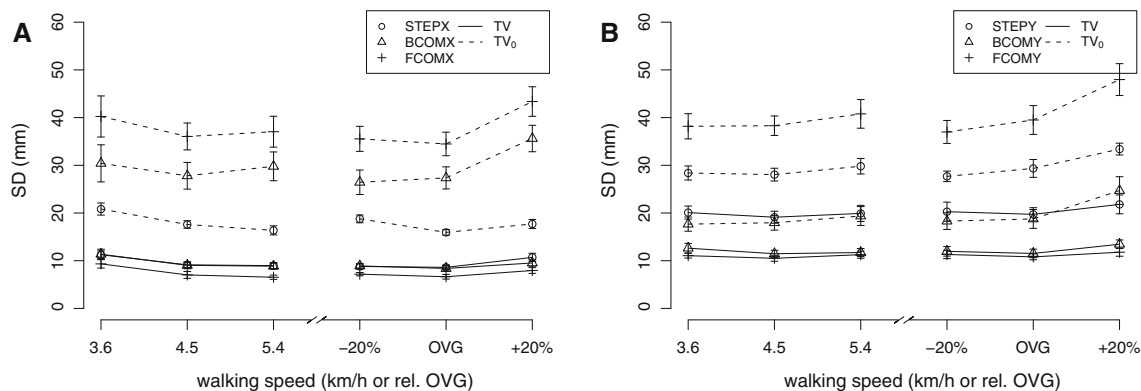 A
STEPX TV
BCOMX TV0
FCOMX
60
50
40
30
20
10
0
SD (mm)
3.6 4.5 5.4 −20% OVG +20%
walking speed (km/h or rel. OVG)
B
STEPY TV
BCOMY TV0
FCOMY
60
50
40
30
20
10
0
SD (mm)
3.6 4.5 5.4 −20% OVG +20%
walking speed (km/h or rel. OVG)